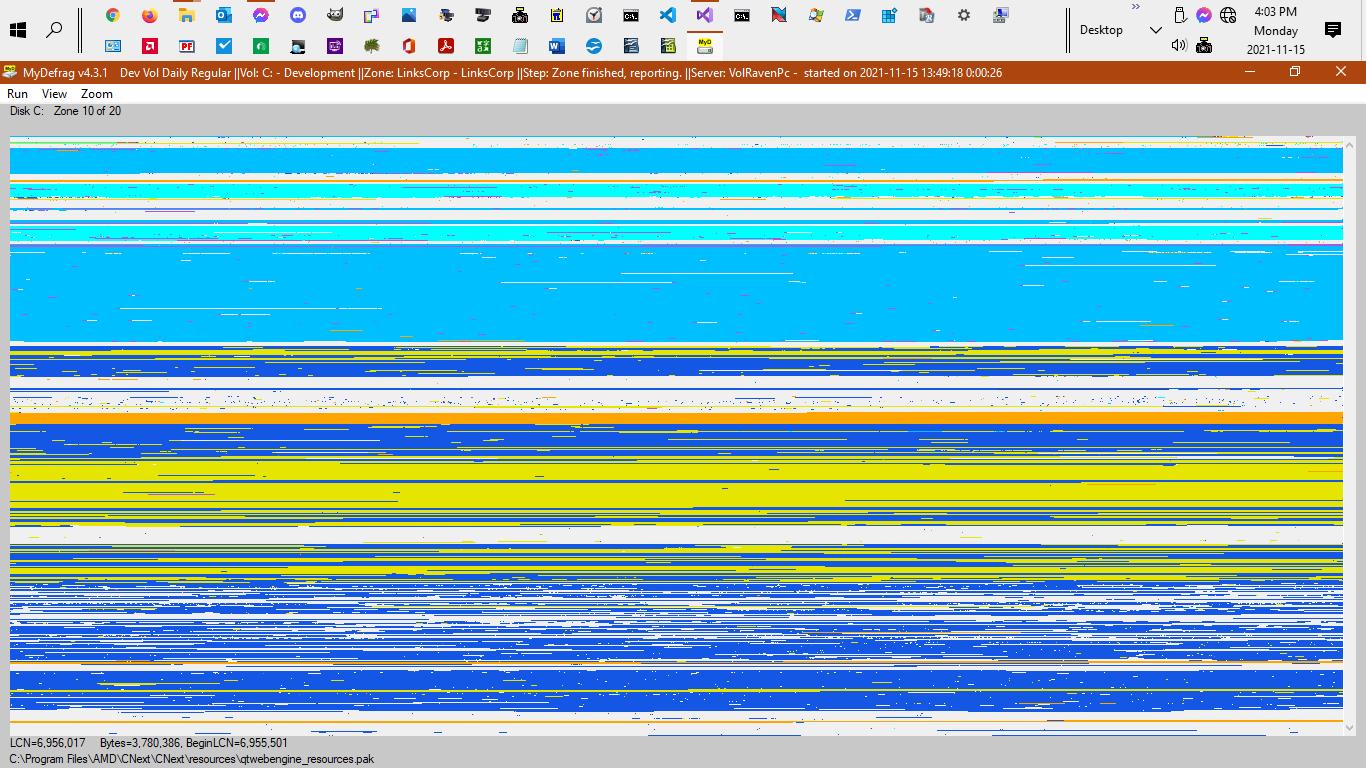 4:03 PM
Monday
2021-11-15
Desktop
MyDefrag v4.3.1    Dev Vol Daily Regular ||Vol: C: - Development ||Zone: LinksCorp - LinksCorp ||Step: Zone finished, reporting. ||Server: VolRavenPc -  started on 2021-11-15 13:49:18 0:00:26
Run View Zoom
Disk C:   Zone 10 of 20
LCN=6,956,017    Bytes=3,780,386, BeginLCN=6,955,501
C:\Program Files\AMD\CNext\CNext\resources\qtwebengine_resources.pak